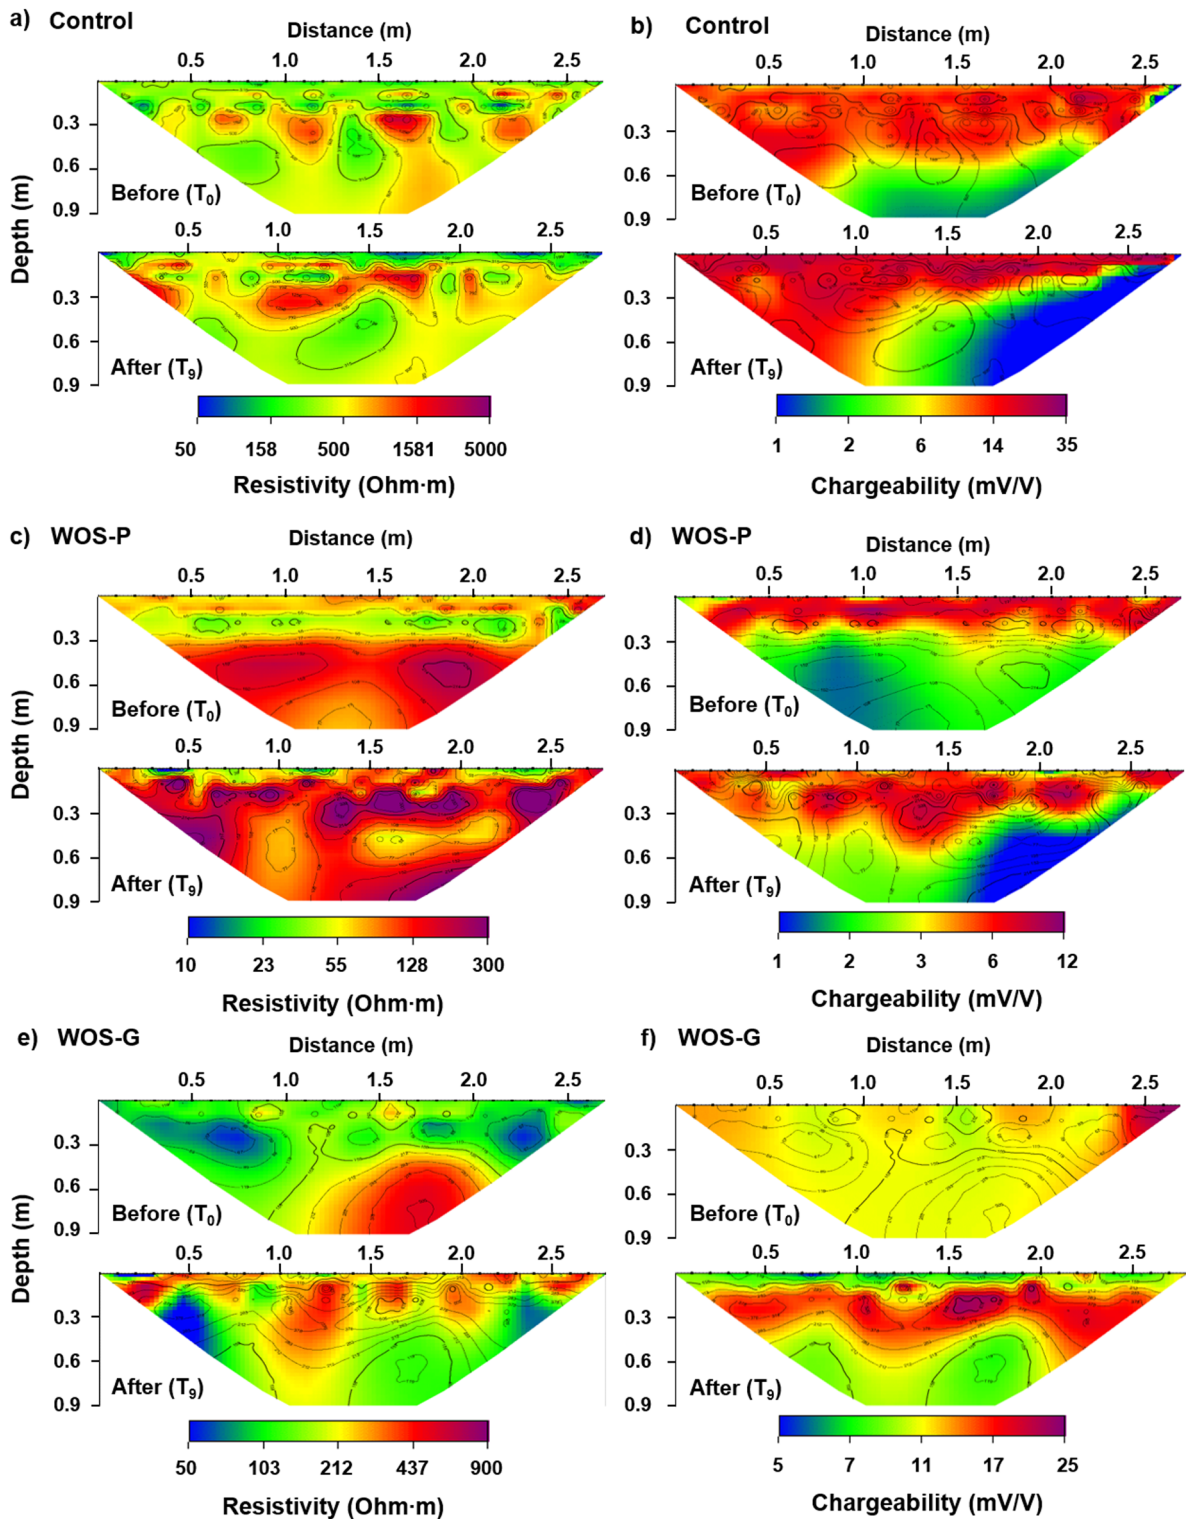 a) Control
Distance (m)
0.5 1.0 1.5 2.0 2.5
0.3
0.6
0.9
Before (T0)
0.5 1.0 1.5 2.0 2.5
0.3
0.6
0.9
After (T9)
Depth (m)
50 158 500 1581 5000
Resistivity (Ohm·m)
b) Control
Distance (m)
0.5 1.0 1.5 2.0 2.5
0.3
0.6
0.9
Before (T0)
0.5 1.0 1.5 2.0 2.5
0.3
0.6
0.9
After (T9)
1 2 6 14 35
Chargeability (mV/V)
c) WOS-P
Distance (m)
0.5 1.0 1.5 2.0 2.5
0.3
0.6
0.9
Before (T0)
0.5 1.0 1.5 2.0 2.5
0.3
0.6
0.9
After (T9)
Depth (m)
10 23 55 128 300
Resistivity (Ohm·m)
d) WOS-P
Distance (m)
0.5 1.0 1.5 2.0 2.5
0.3
0.6
0.9
Before (T0)
0.5 1.0 1.5 2.0 2.5
0.3
0.6
0.9
After (T9)
1 2 3 6 12
Chargeability (mV/V)
e) WOS-G
Distance (m)
0.5 1.0 1.5 2.0 2.5
0.3
0.6
0.9
Before (T0)
0.5 1.0 1.5 2.0 2.5
0.3
0.6
0.9
After (T9)
Depth (m)
50 103 212 437 900
Resistivity (Ohm·m)
f) WOS-G
Distance (m)
0.5 1.0 1.5 2.0 2.5
0.3
0.6
0.9
Before (T0)
0.5 1.0 1.5 2.0 2.5
0.3
0.6
0.9
After (T9)
5 7 11 17 25
Chargeability (mV/V)